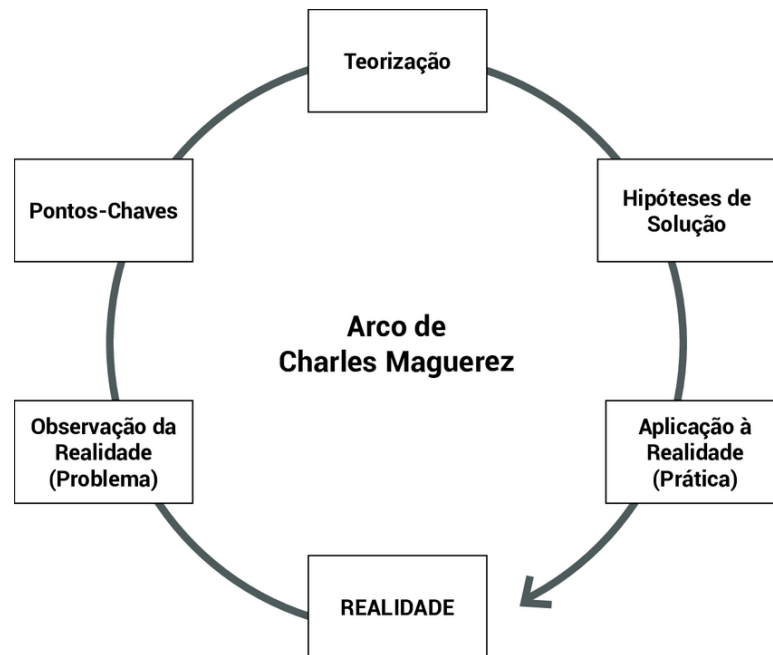 Teorização
Pontos-Chaves
Hipóteses de
Solução
Arco de
Charles Maguerez
Observação da
Realidade
(Problema)
Aplicação à
Realidade
(Prática)
REALIDADE